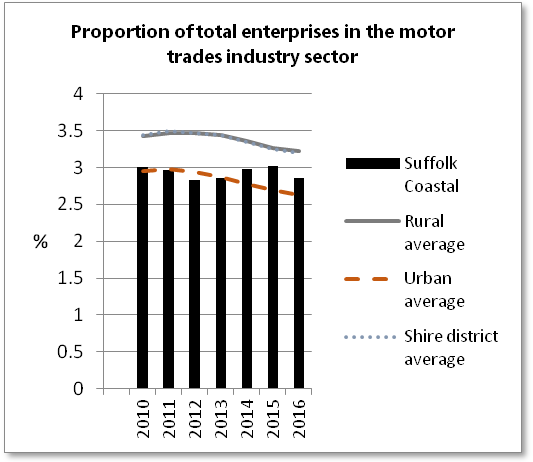 Proportion of total enterprises in the motor
trades industry sector
4
3.5
3
2.5
2
1.5
1
0.5
0
%
2010
2011
2012
2013
2014
2015
2016
Suffolk
Coastal
Rural
average
Urban
average
Shire district
average